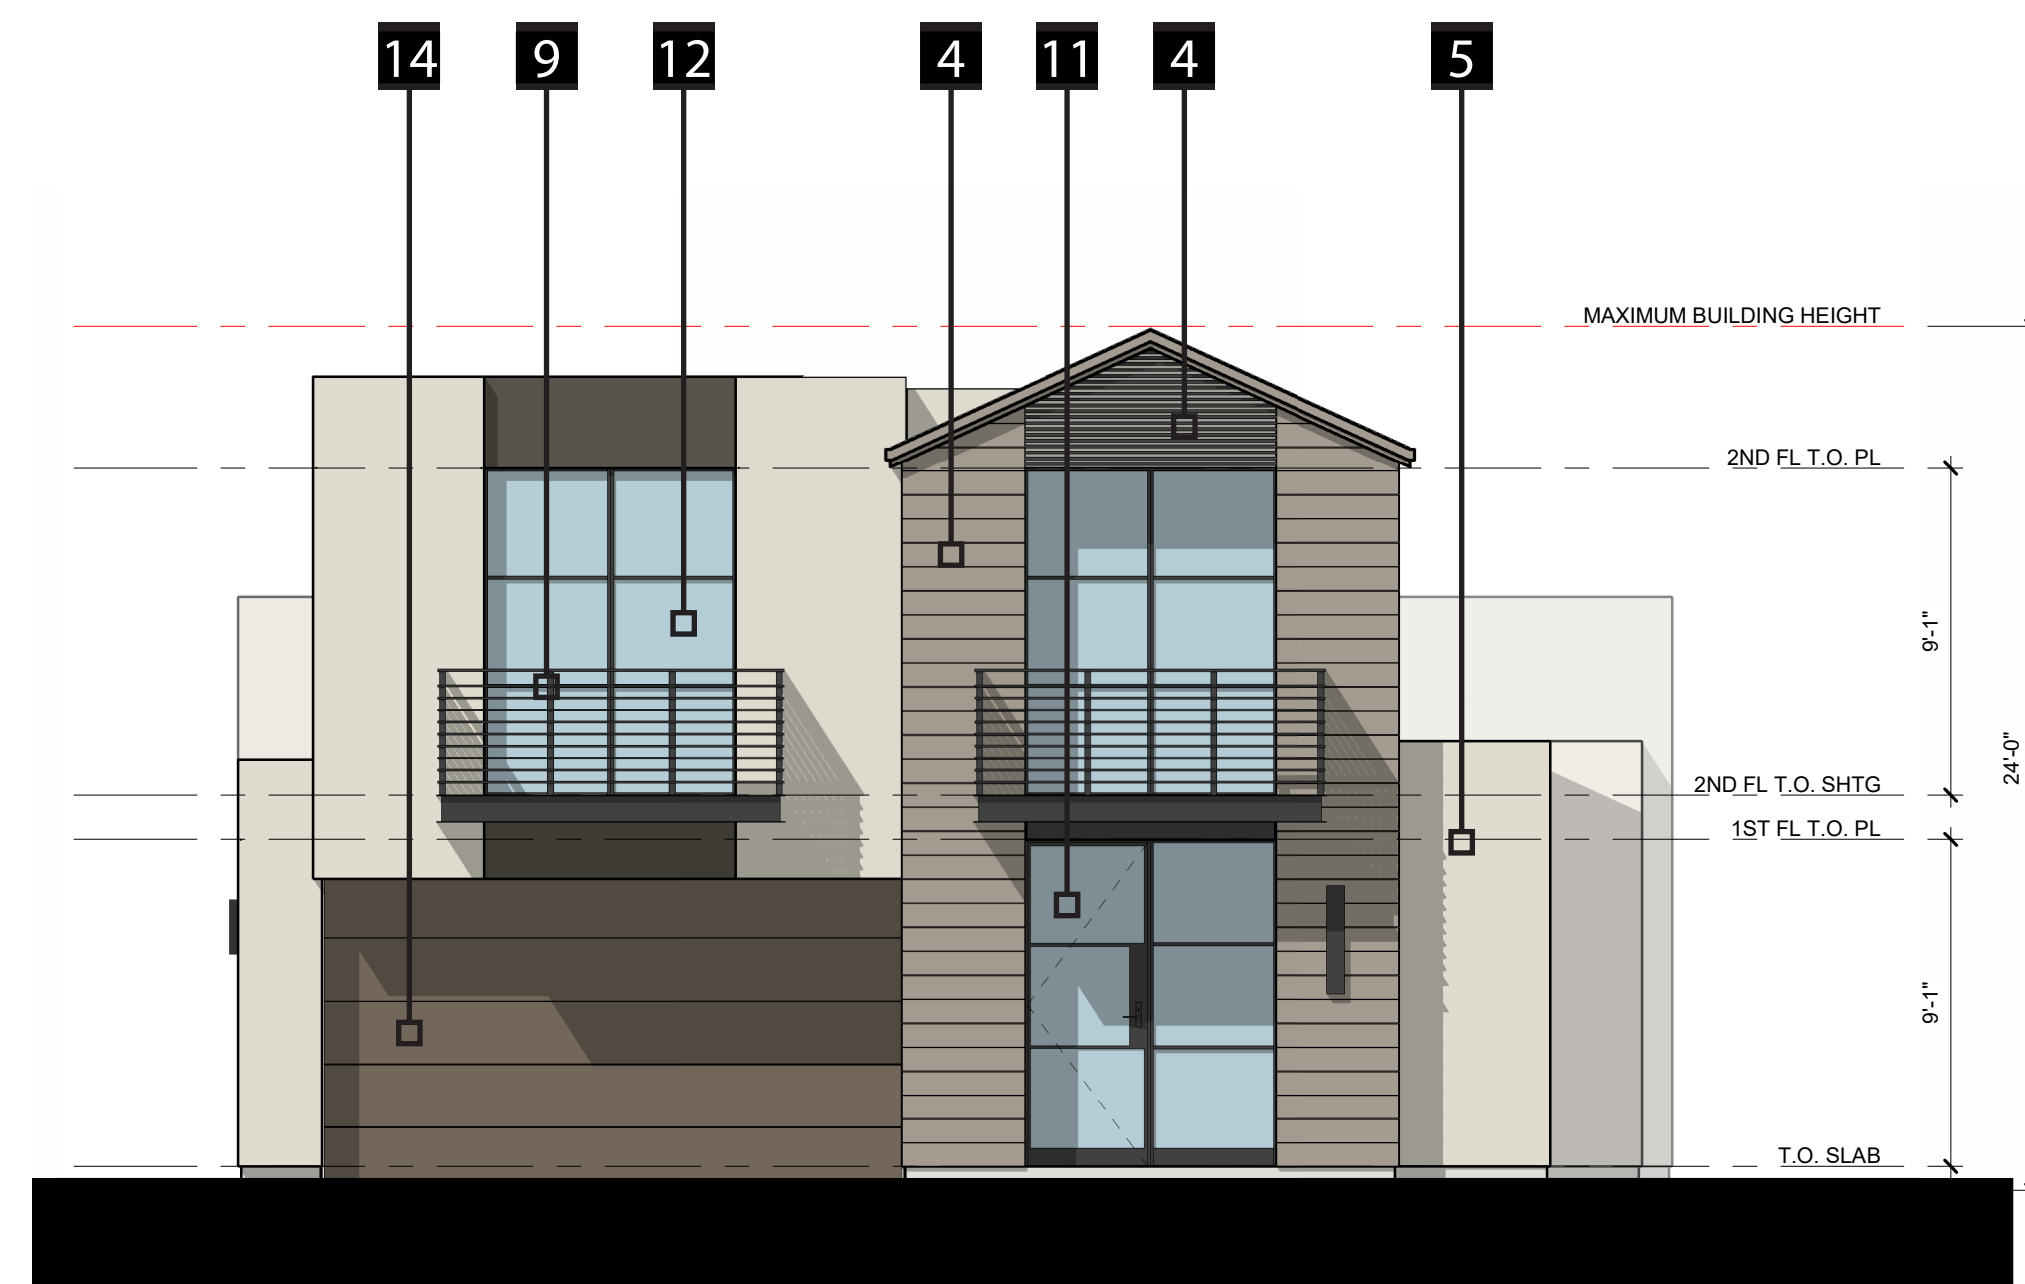 14 9 12 4 11 4 5
MAXIMUM BUILDING HEIGHT
2ND FL T.O. PL
9'-1"
24'-0"
2ND FL T.O. SHTG
1ST FL T.O. PL
9'-1"
T.O. SLAB